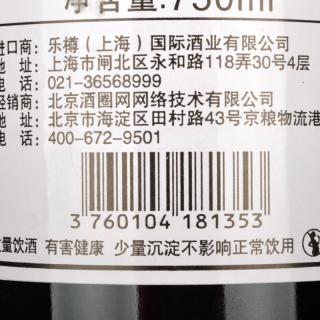 净含量:750ml
进口商：乐樽（上海）国际酒业有限公司
地 址：上海市闸北区永和路118弄30号4层
电 话：021-36568999
经销商：北京酒圈网网络技术有限公司
地 址：北京市海淀区田村路43号京粮物流港
电 话：400-672-9501
3 760104 181353
过量饮酒 有害健康 少量沉淀不影响正常饮用